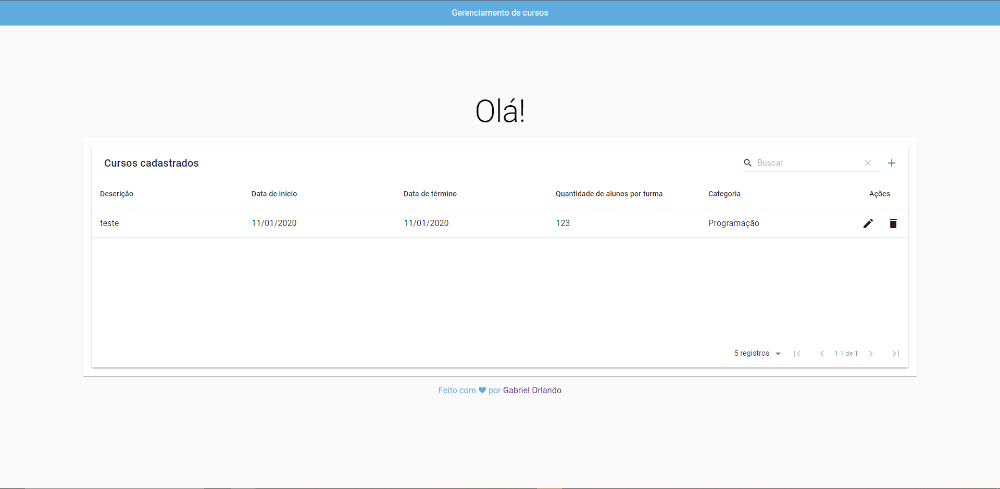 Gerenciamento de cursos
Olá!
Cursos cadastrados
Buscar
Descrição Data de início Data de término Quantidade de alunos por turma Categoria Ações
teste 11/01/2020 11/01/2020 123 Programação
5 registros 1-1 de 1
Feito com por Gabriel Orlando